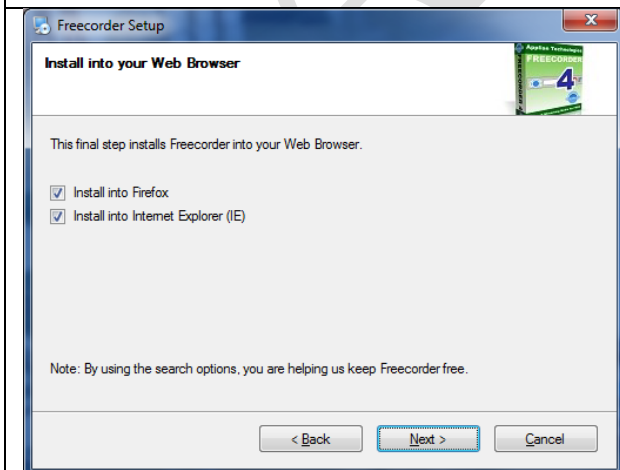 Freecorder Setup
Install into your Web Browser
Applian Technologies
FREECORDER
4
This final step installs Freecorder into your Web Browser.
Install into Firefox
Install into Internet Explorer (IE)
Note: By using the search options, you are helping us keep Freecorder free.
< Back
Next >
Cancel